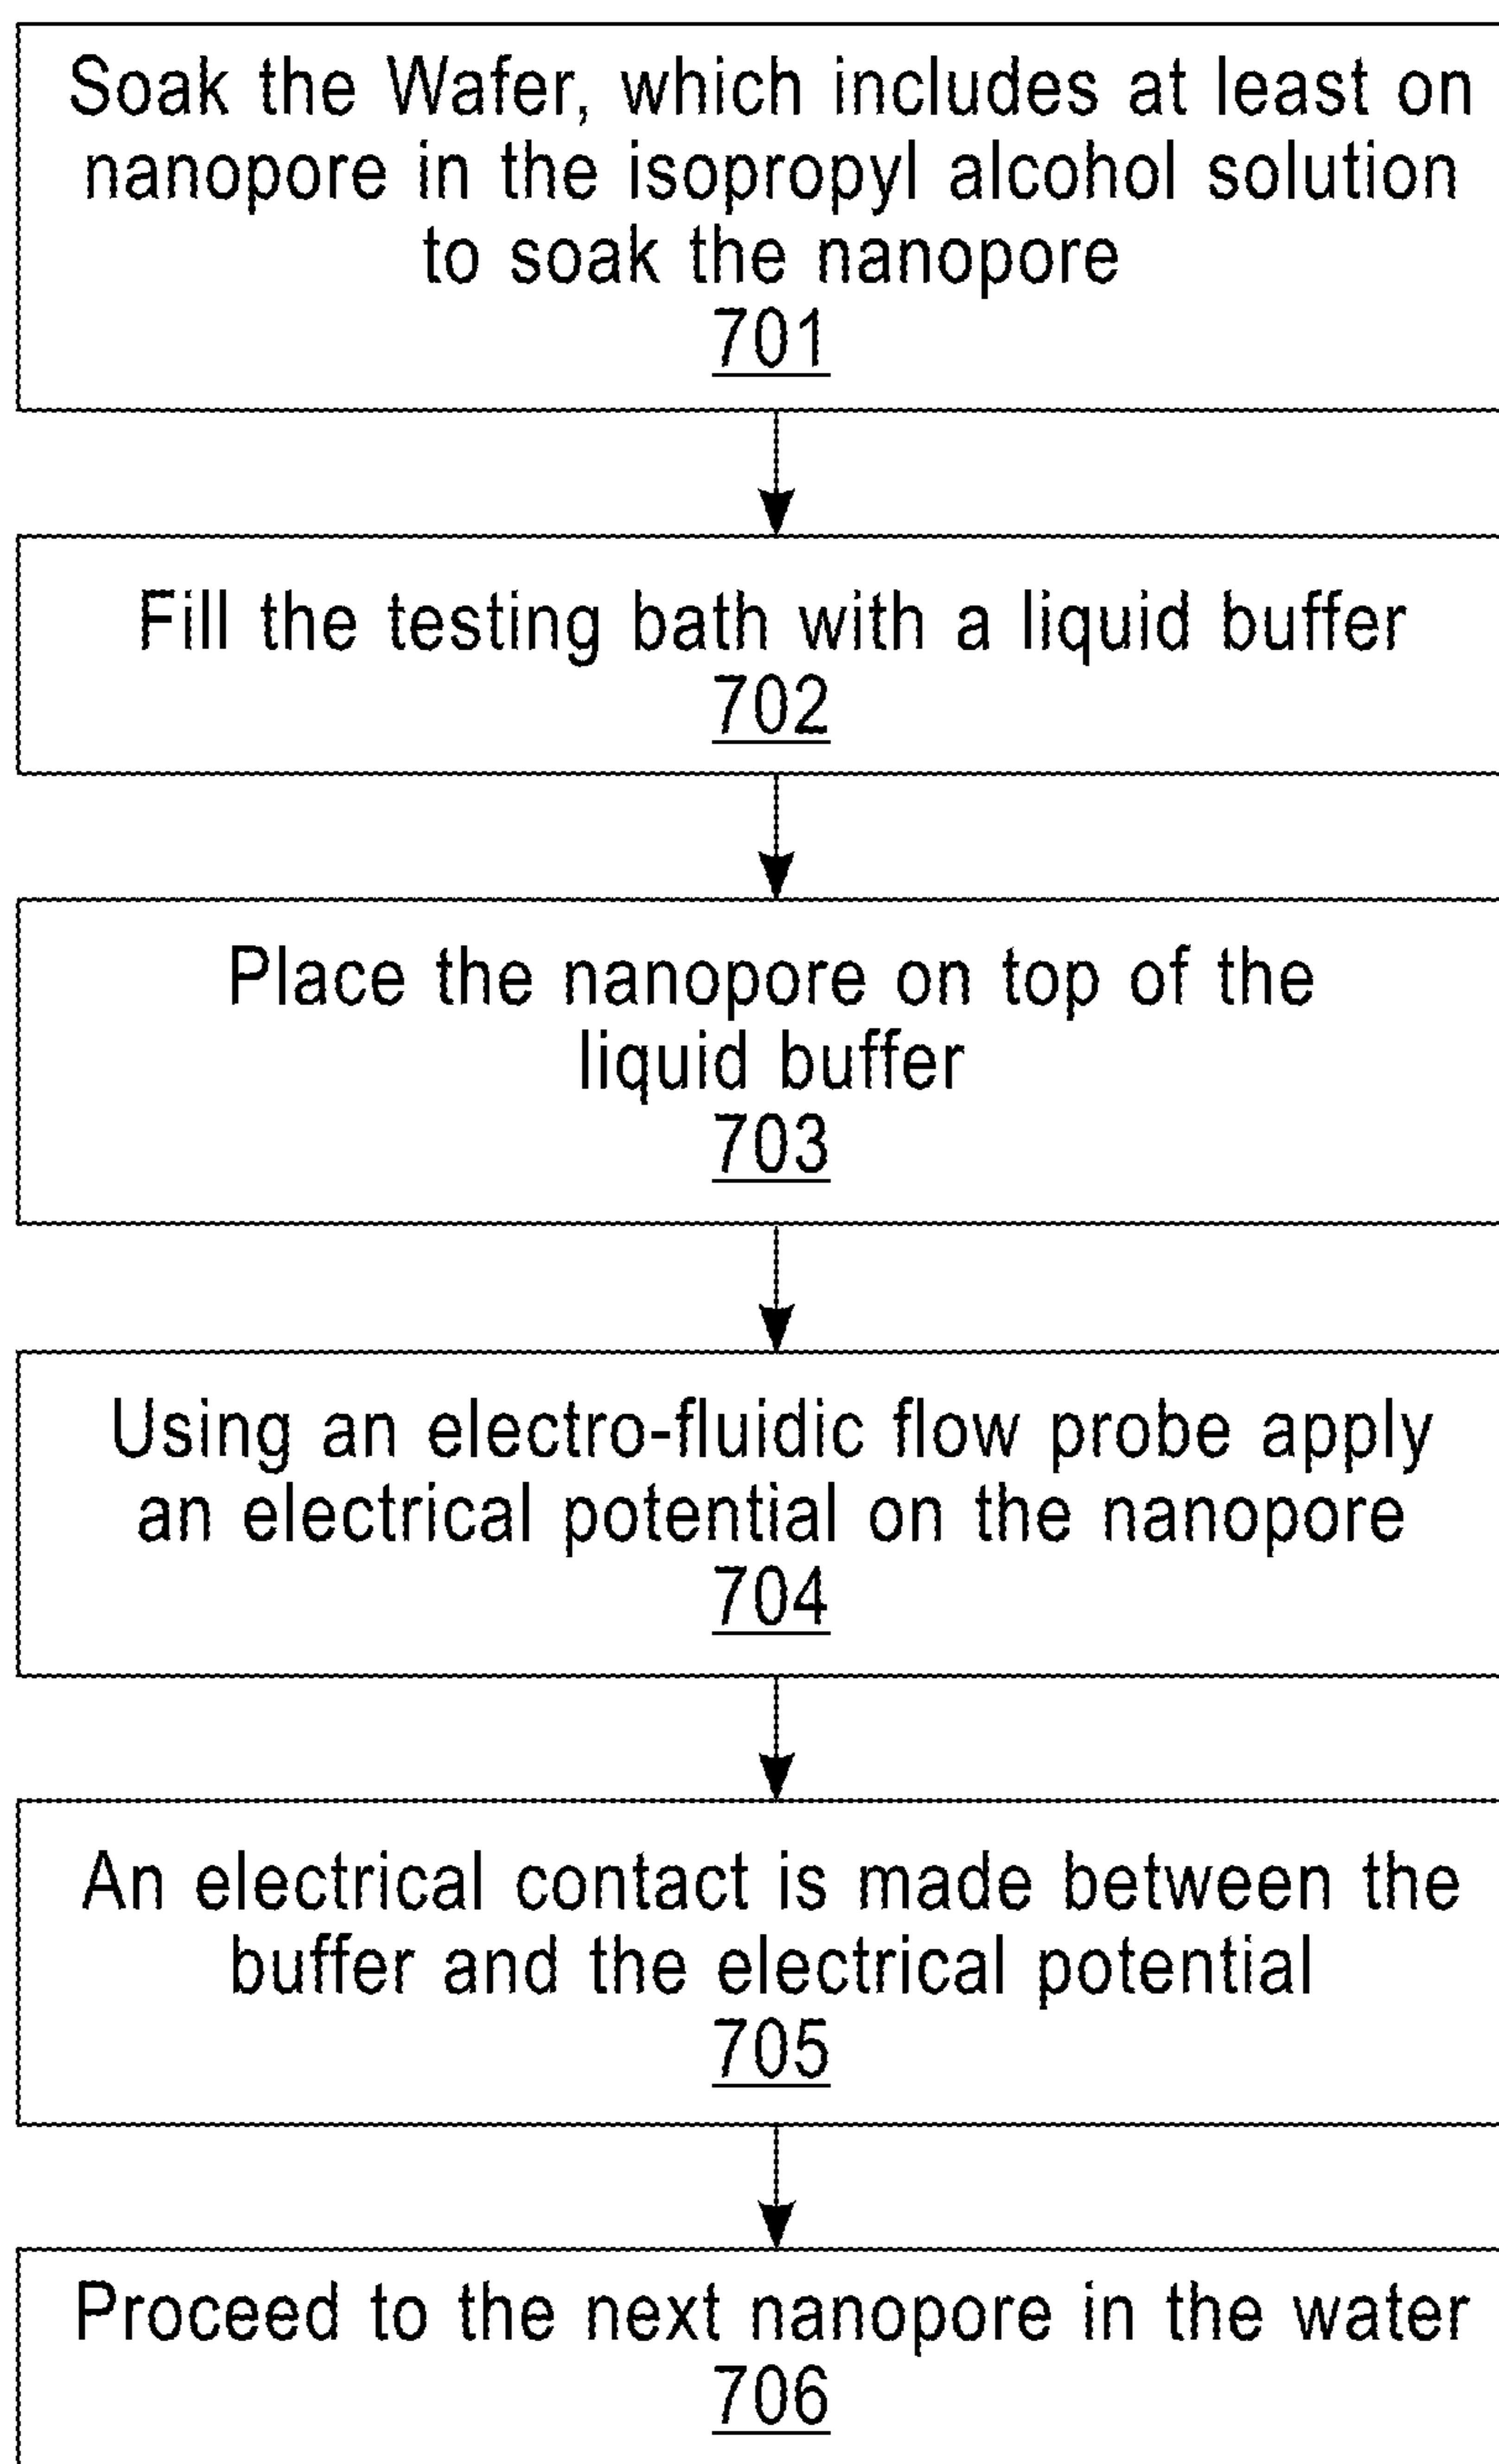 Soak the Wafer, which includes at least on
nanopore in the isopropyl alcohol solution
to soak the nanopore
701
Fill the testing bath with a liquid buffer
702
Place the nanopore on top of the
liquid buffer
703
Using an electro-fluidic flow probe apply
an electrical potential on the nanopore
704
An electrical contact is made between the
buffer and the electrical potential
705
Proceed to the next nanopore in the water
706